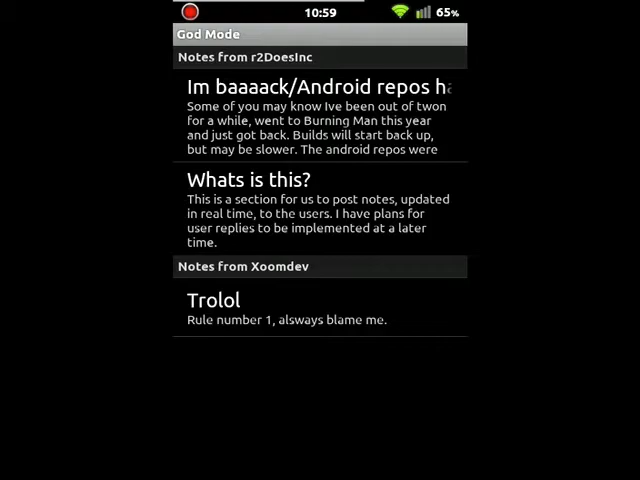 10:59
65%
God Mode
Notes from r2DoesInc
Im baaaack/Android repos ha
Some of you may know Ive been out of twon
for a while, went to Burning Man this year
and just got back. Builds will start back up,
but may be slower. The android repos were
Whats is this?
This is a section for us to post notes, updated
in real time, to the users. I have plans for
user replies to be implemented at a later
time.
Notes from Xoomdev
Trolol
Rule number 1, alsways blame me.